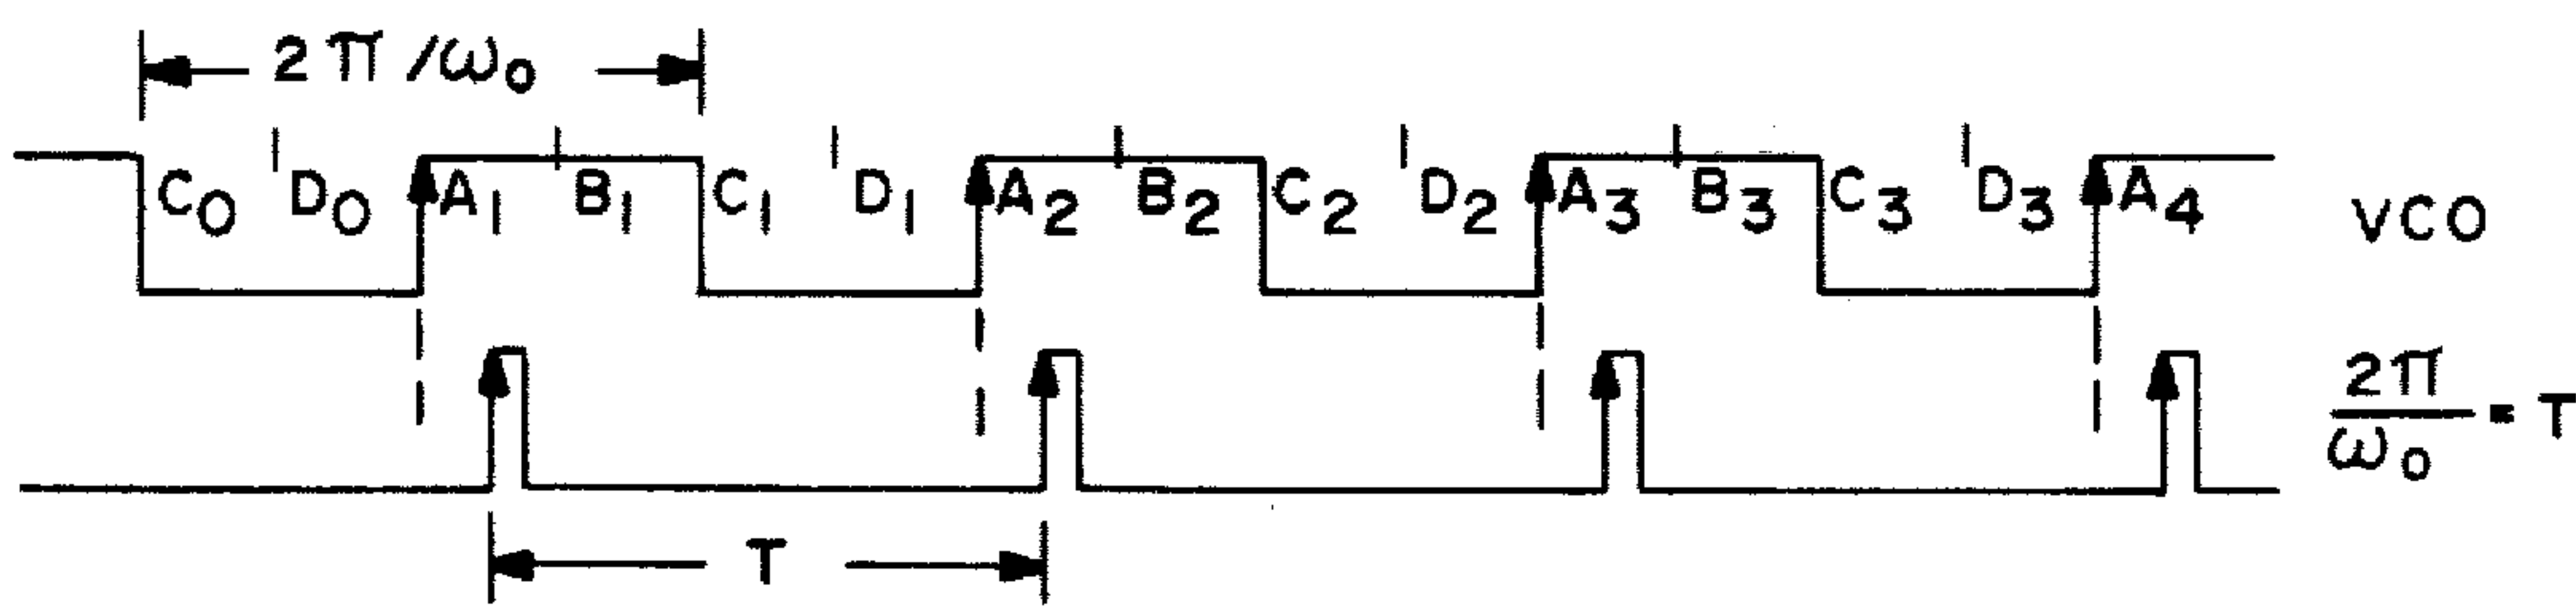 2π/ω₀
C₀ D₀ A₁ B₁ C₁ D₁ A₂ B₂ C₂ D₂ A₃ B₃ C₃ D₃ A₄ VCO
2π/ω₀ = T
T